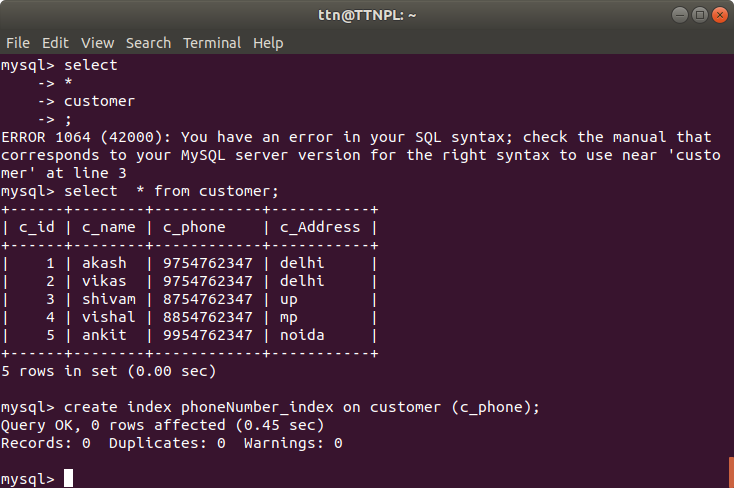 ttn@TTNPL: ~
File Edit View Search Terminal Help
mysql> select
    -> *
    -> customer
    -> ;
ERROR 1064 (42000): You have an error in your SQL syntax; check the manual that
corresponds to your MySQL server version for the right syntax to use near 'custo
mer' at line 3
mysql> select  * from customer;
+------+--------+------------+-----------+
| c_id | c_name | c_phone    | c_Address |
+------+--------+------------+-----------+
|    1 | akash  | 9754762347 | delhi     |
|    2 | vikas  | 9754762347 | delhi     |
|    3 | shivam | 8754762347 | up        |
|    4 | vishal | 8854762347 | mp        |
|    5 | ankit  | 9954762347 | noida     |
+------+--------+------------+-----------+
5 rows in set (0.00 sec)

mysql> create index phoneNumber_index on customer (c_phone);
Query OK, 0 rows affected (0.45 sec)
Records: 0  Duplicates: 0  Warnings: 0

mysql>